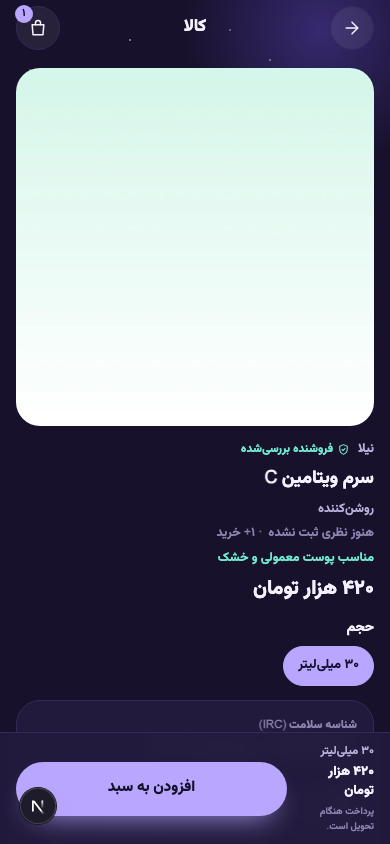 ۱
کالا
نیلا فروشنده بررسی‌شده
سرم ویتامین C
روشن‌کننده
هنوز نظری ثبت نشده · ۱+ خرید
مناسب پوست معمولی و خشک
۴۲۰ هزار تومان
حجم
۳۰ میلی‌لیتر
شناسه سلامت (IRC)
۳۰ میلی‌لیتر
۴۲۰ هزار
تومان
پرداخت هنگام
تحویل است.
افزودن به سبد
N